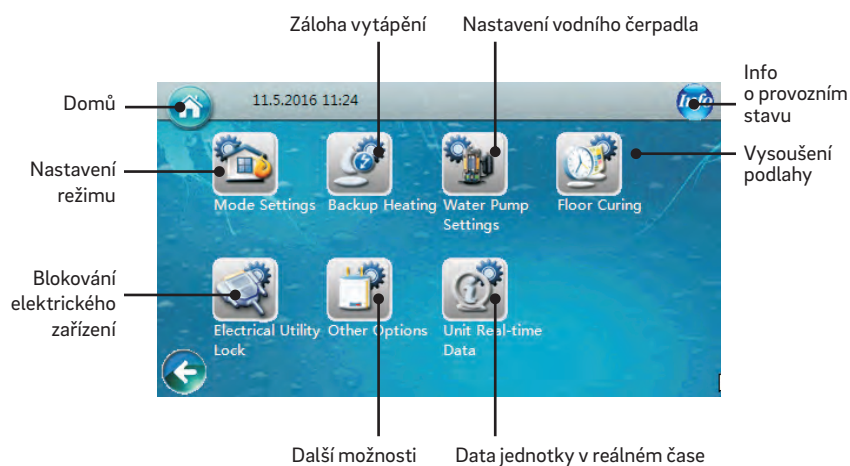 Záloha vytápění
Nastavení vodního čerpadla
Info
o provozním
stavu
Domů
11.5.2016 11:24
Info
Nastavení
režimu
Vysoušení
podlahy
Mode Settings
Backup Heating
Water Pump
Settings
Floor Curing
Blokování
elektrického
zařízení
Electrical Utility
Lock
Other Options
Unit Real-time
Data
Další možnosti
Data jednotky v reálném čase